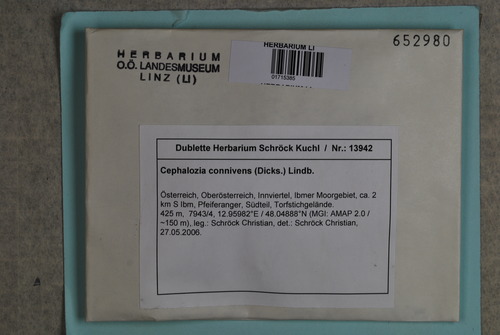 HERBARIUM
O.Ö. LANDESMUSEUM
LINZ (LI)
HERBARIUM LI
01715385
652980
Dublette Herbarium Schröck Kuchl / Nr.: 13942
Cephalozia connivens (Dicks.) Lindb.
Österreich, Oberösterreich, Innviertel, Ibmer Moorgebiet, ca. 2
km S Ibm, Pfeiferanger, Südteil, Torfstichgelände.
425 m, 7943/4, 12.95982°E / 48.04888°N (MGI: AMAP 2.0 /
~150 m), leg.: Schröck Christian, det.: Schröck Christian,
27.05.2006.